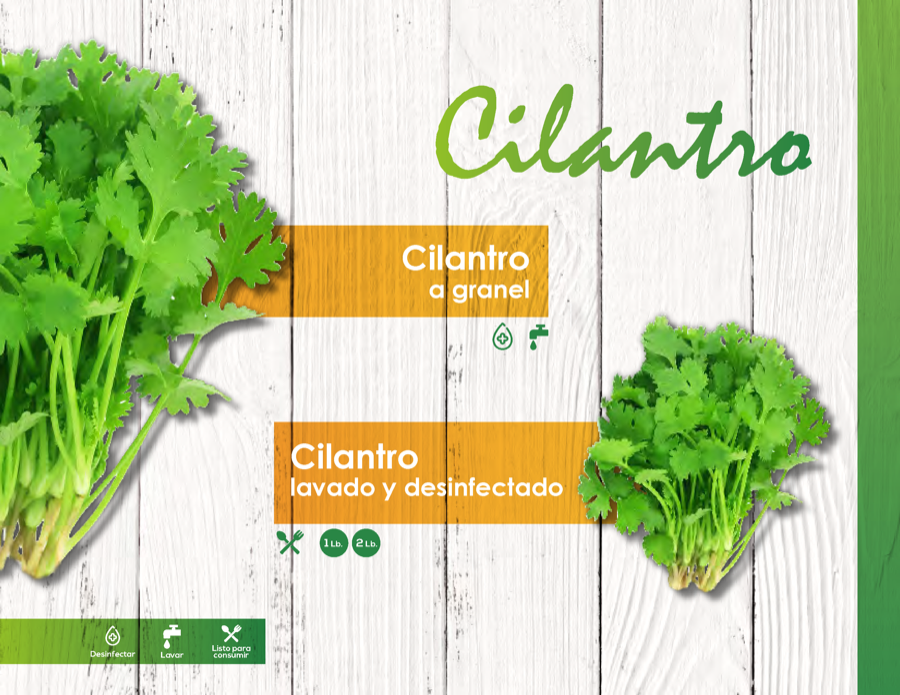 Cilantro
Cilantro
a granel
Cilantro
lavado y desinfectado
1 Lb. 2 Lb.
Desinfectar
Lavar
Listo para
consumir